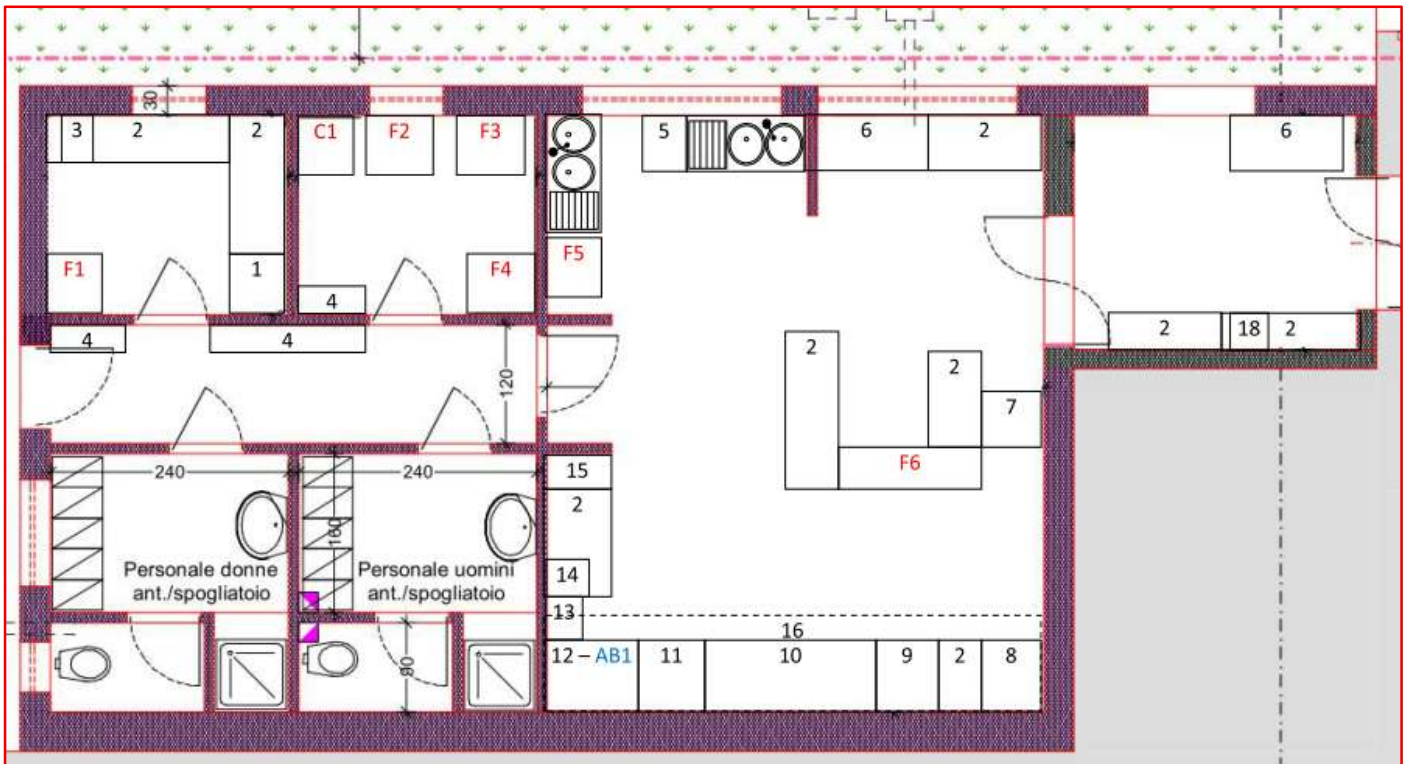 30
3 2 2 C1 F2 F3 5 6 2 6
F1 1 4 F4 F5
4 4 120 2 2 7 2 18 2
F6
240 240 15
2
160
Personale donne
ant./spogliatoio
Personale uomini
ant./spogliatoio
14
13
16
90
12 – AB1 11 10 9 2 8